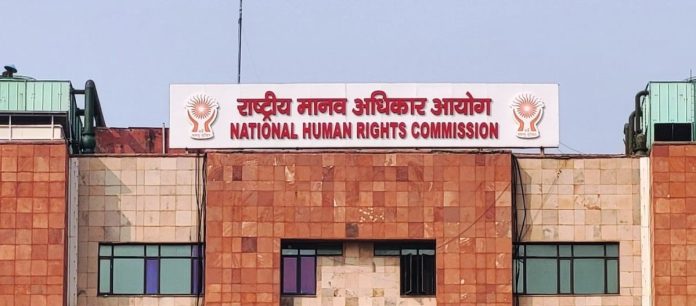 राष्ट्रीय मानव अधिकार आयोग
NATIONAL HUMAN RIGHTS COMMISSION